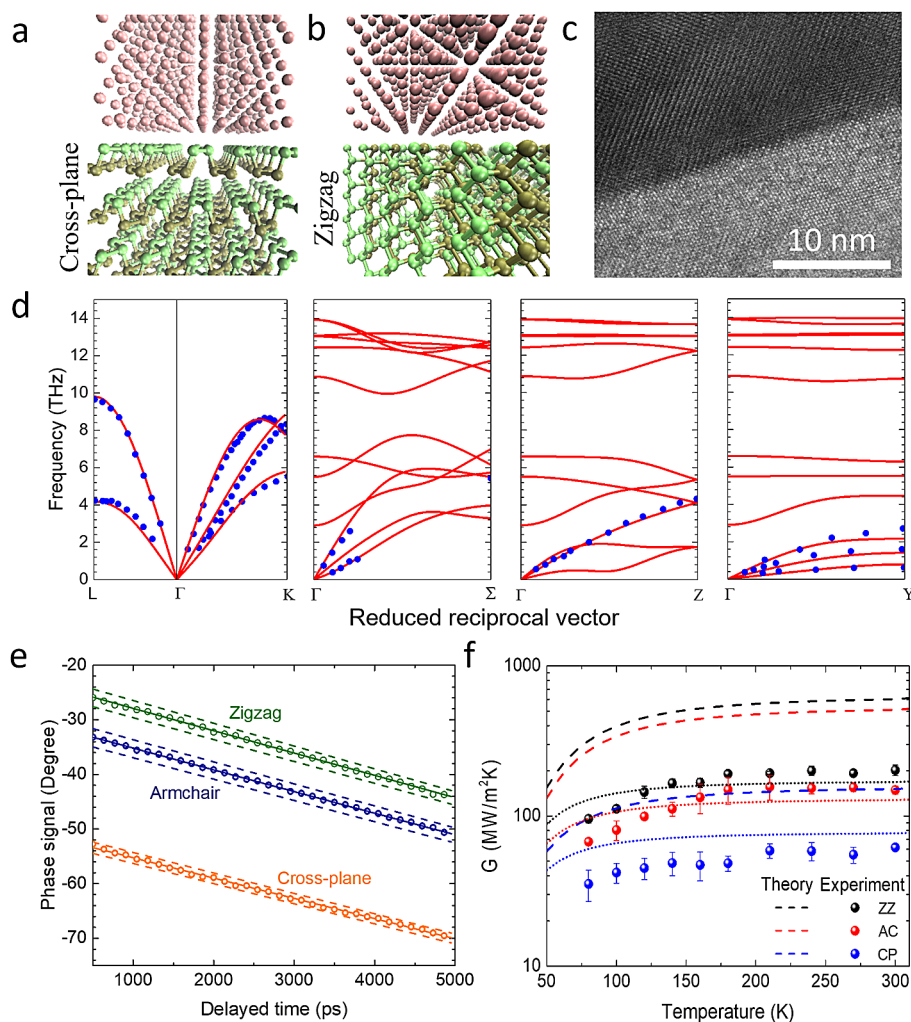 a
b
c
Cross-plane
Zigzag
10 nm
d
Frequency (THz)
14
12
10
8
6
4
2
0
L
Γ
K
Γ
Σ
Γ
Z
Γ
Y
Reduced reciprocal vector
e
Phase signal (Degree)
-20
-30
-40
-50
-60
-70
Zigzag
Armchair
Cross-plane
1000 2000 3000 4000 5000
Delayed time (ps)
f
G (MW/m²K)
1000
100
10
Theory Experiment
ZZ
AC
CP
50 100 150 200 250 300
Temperature (K)